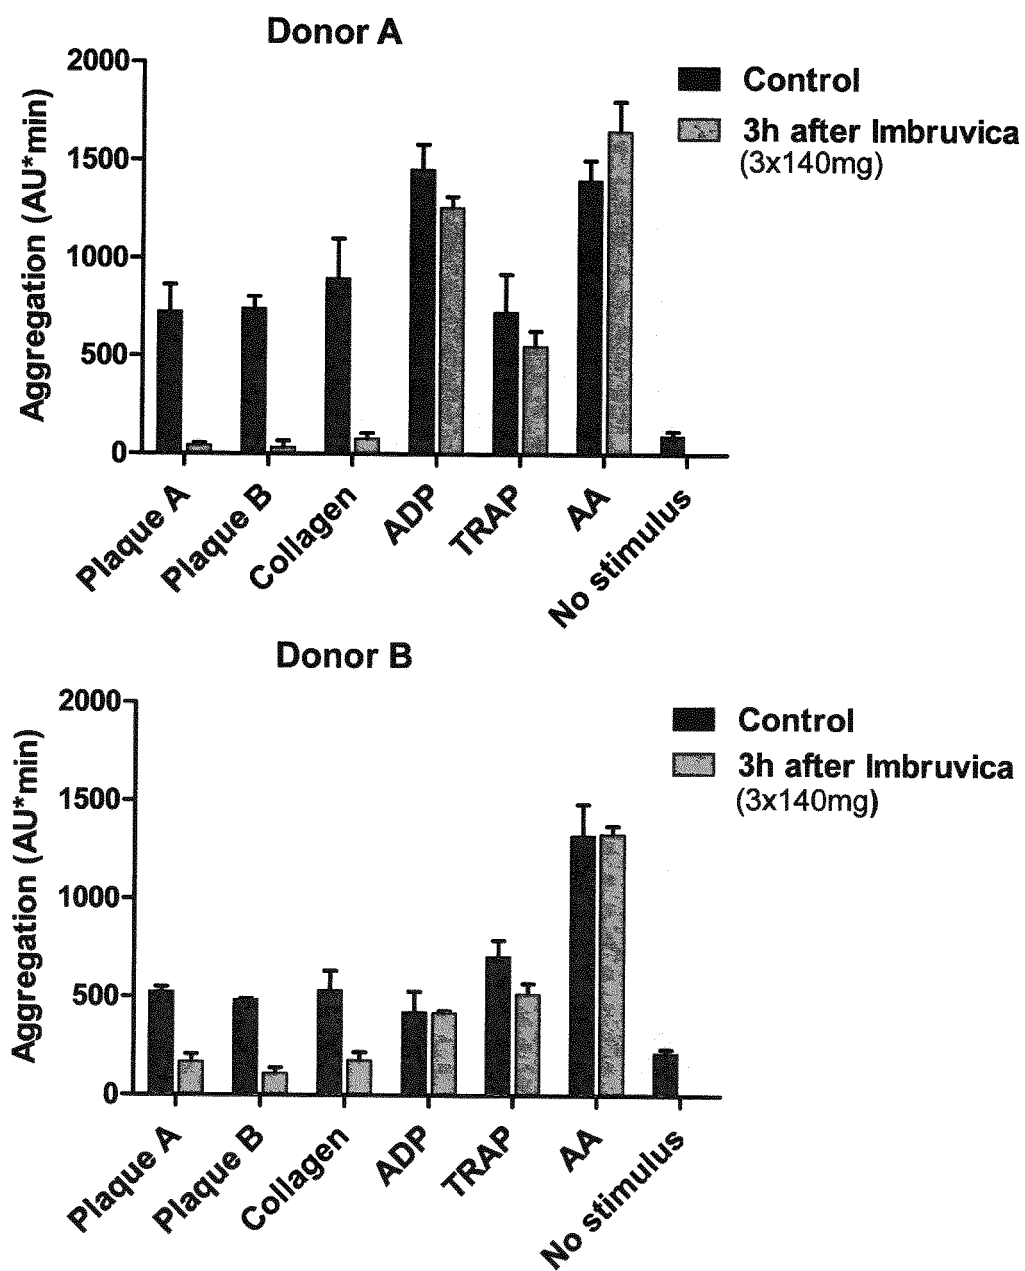 Donor A
2000
1500
1000
500
0
Aggregation (AU*min)
Control
3h after Imbruvica
(3x140mg)
Plaque A
Plaque B
Collagen
ADP
TRAP
AA
No stimulus
Donor B
2000
1500
1000
500
0
Aggregation (AU*min)
Control
3h after Imbruvica
(3x140mg)
Plaque A
Plaque B
Collagen
ADP
TRAP
AA
No stimulus